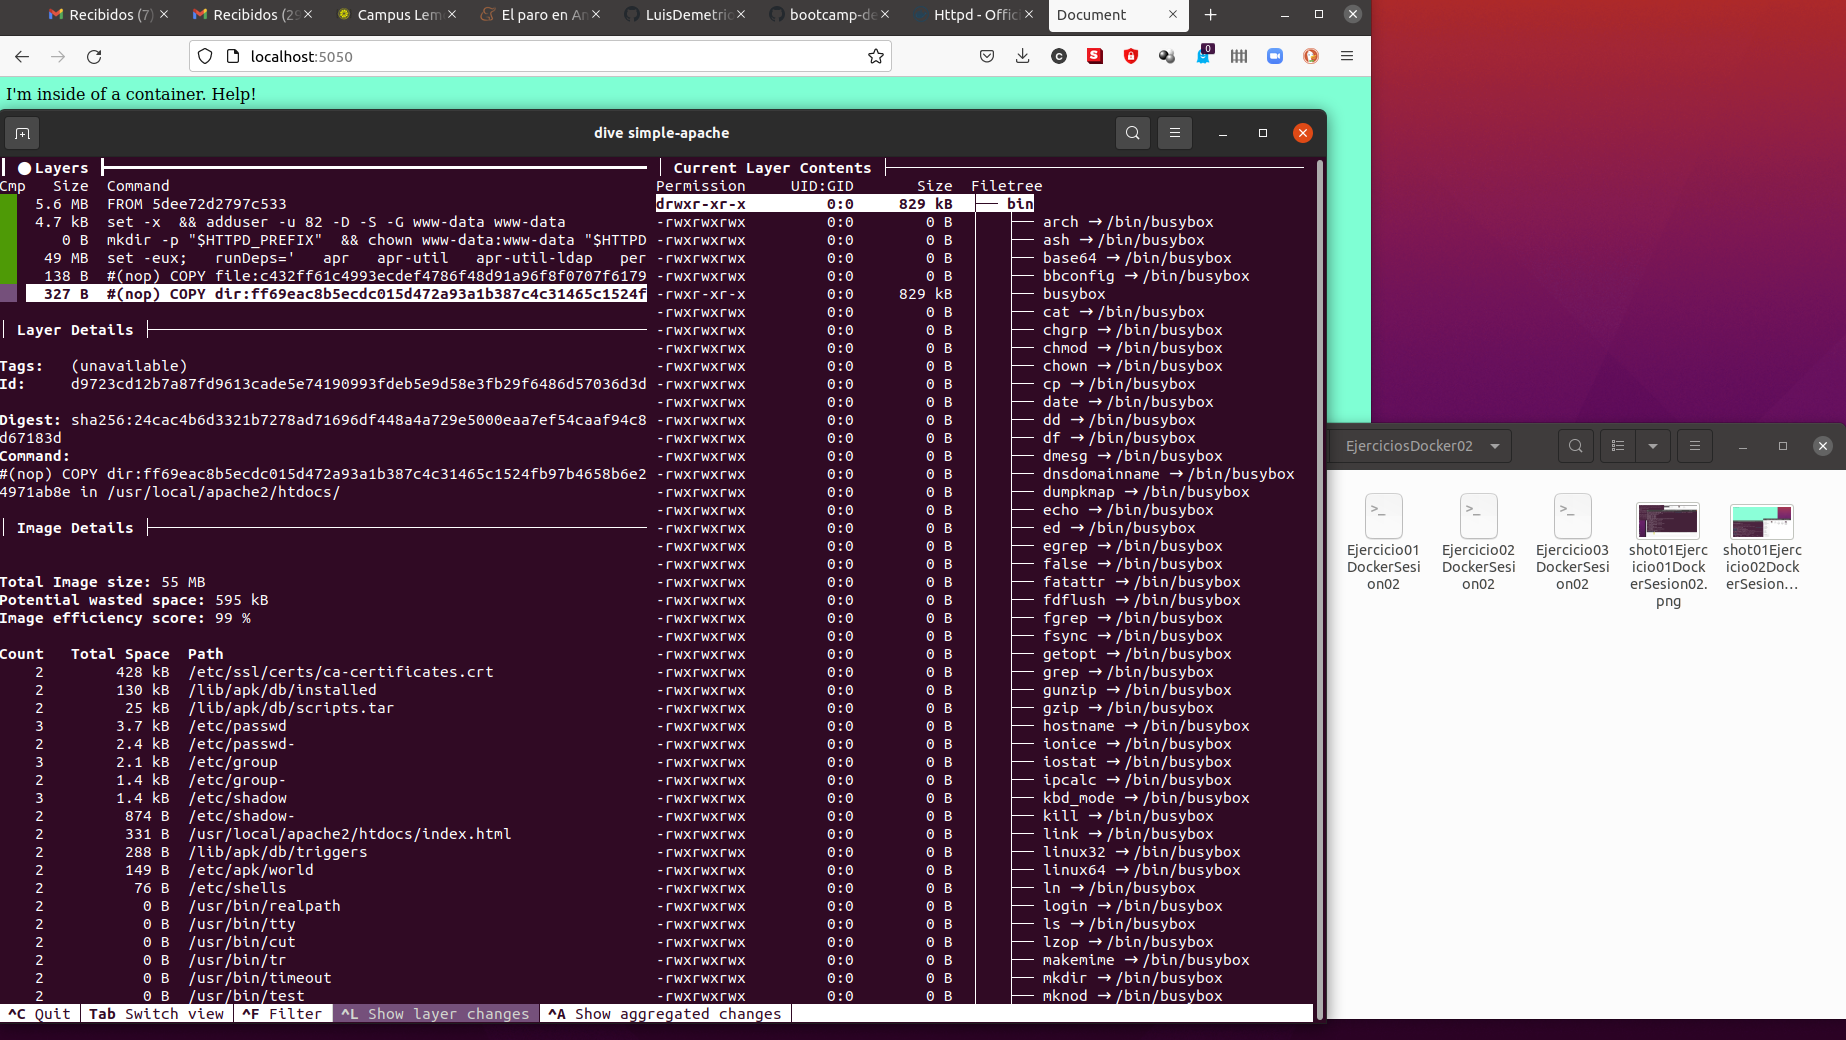 Recibidos (7)
Recibidos (29
Campus Lem
El paro en An
LuisDemetri
bootcamp-de
Httpd - Offici
Document
localhost:5050
0
I'm inside of a container. Help!
dive simple-apache
Layers
Cmp Size Command
5.6 MB FROM 5dee72d2797c533
4.7 kB set -x && adduser -u 82 -D -S -G www-data www-data
0 B mkdir -p "$HTTPD_PREFIX" && chown www-data:www-data "$HTTPD
49 MB set -eux; runDeps=' apr apr-util apr-util-ldap per
138 B #(nop) COPY file:c432ff61c4993ecdef4786f48d91a96f8f0707f6179
327 B #(nop) COPY dir:ff69eac8b5ecdc015d472a93a1b387c4c31465c1524f
Layer Details
Tags: (unavailable)
Id: d9723cd12b7a87fd9613cade5e74190993fdeb5e9d58e3fb29f6486d57036d3d
Digest: sha256:24cac4b6d3321b7278ad71696df448a4a729e5000eaa7ef54caaf94c8
d67183d
Command:
#(nop) COPY dir:ff69eac8b5ecdc015d472a93a1b387c4c31465c1524fb97b4658b6e2
4971ab8e in /usr/local/apache2/htdocs/
Image Details
Total Image size: 55 MB
Potential wasted space: 595 kB
Image efficiency score: 99 %
Count Total Space Path
2 428 kB /etc/ssl/certs/ca-certificates.crt
2 130 kB /lib/apk/db/installed
2 25 kB /lib/apk/db/scripts.tar
3 3.7 kB /etc/passwd
2 2.4 kB /etc/passwd-
3 2.1 kB /etc/group
2 1.4 kB /etc/group-
3 1.4 kB /etc/shadow
2 874 B /etc/shadow-
2 331 B /usr/local/apache2/htdocs/index.html
2 288 B /lib/apk/db/triggers
2 149 B /etc/apk/world
2 76 B /etc/shells
2 0 B /usr/bin/realpath
2 0 B /usr/bin/tty
2 0 B /usr/bin/cut
2 0 B /usr/bin/tr
2 0 B /usr/bin/timeout
2 0 B /usr/bin/test
Current Layer Contents
Permission UID:GID Size Filetree
drwxr-xr-x 0:0 829 kB bin
-rwxrwxrwx 0:0 0 B arch → /bin/busybox
-rwxrwxrwx 0:0 0 B ash → /bin/busybox
-rwxrwxrwx 0:0 0 B base64 → /bin/busybox
-rwxrwxrwx 0:0 0 B bbconfig → /bin/busybox
-rwxr-xr-x 0:0 829 kB busybox
-rwxrwxrwx 0:0 0 B cat → /bin/busybox
-rwxrwxrwx 0:0 0 B chgrp → /bin/busybox
-rwxrwxrwx 0:0 0 B chmod → /bin/busybox
-rwxrwxrwx 0:0 0 B chown → /bin/busybox
-rwxrwxrwx 0:0 0 B cp → /bin/busybox
-rwxrwxrwx 0:0 0 B date → /bin/busybox
-rwxrwxrwx 0:0 0 B dd → /bin/busybox
-rwxrwxrwx 0:0 0 B df → /bin/busybox
-rwxrwxrwx 0:0 0 B dmesg → /bin/busybox
-rwxrwxrwx 0:0 0 B dnsdomainname → /bin/busybox
-rwxrwxrwx 0:0 0 B dumpkmap → /bin/busybox
-rwxrwxrwx 0:0 0 B echo → /bin/busybox
-rwxrwxrwx 0:0 0 B ed → /bin/busybox
-rwxrwxrwx 0:0 0 B egrep → /bin/busybox
-rwxrwxrwx 0:0 0 B false → /bin/busybox
-rwxrwxrwx 0:0 0 B fatattr → /bin/busybox
-rwxrwxrwx 0:0 0 B fdflush → /bin/busybox
-rwxrwxrwx 0:0 0 B fgrep → /bin/busybox
-rwxrwxrwx 0:0 0 B fsync → /bin/busybox
-rwxrwxrwx 0:0 0 B getopt → /bin/busybox
-rwxrwxrwx 0:0 0 B grep → /bin/busybox
-rwxrwxrwx 0:0 0 B gunzip → /bin/busybox
-rwxrwxrwx 0:0 0 B gzip → /bin/busybox
-rwxrwxrwx 0:0 0 B hostname → /bin/busybox
-rwxrwxrwx 0:0 0 B ionice → /bin/busybox
-rwxrwxrwx 0:0 0 B iostat → /bin/busybox
-rwxrwxrwx 0:0 0 B ipcalc → /bin/busybox
-rwxrwxrwx 0:0 0 B kbd_mode → /bin/busybox
-rwxrwxrwx 0:0 0 B kill → /bin/busybox
-rwxrwxrwx 0:0 0 B link → /bin/busybox
-rwxrwxrwx 0:0 0 B linux32 → /bin/busybox
-rwxrwxrwx 0:0 0 B linux64 → /bin/busybox
-rwxrwxrwx 0:0 0 B ln → /bin/busybox
-rwxrwxrwx 0:0 0 B login → /bin/busybox
-rwxrwxrwx 0:0 0 B ls → /bin/busybox
-rwxrwxrwx 0:0 0 B lzop → /bin/busybox
-rwxrwxrwx 0:0 0 B makemime → /bin/busybox
-rwxrwxrwx 0:0 0 B mkdir → /bin/busybox
-rwxrwxrwx 0:0 0 B mknod → /bin/busybox
^C Quit Tab Switch view ^F Filter ^L Show layer changes ^A Show aggregated changes
EjerciciosDocker02
Ejercicio01
DockerSesi
on02
Ejercicio02
DockerSesi
on02
Ejercicio03
DockerSesi
on02
shot01Ejerc
icio01Dock
erSesion02.
png
shot01Ejerc
icio02Dock
erSesion...